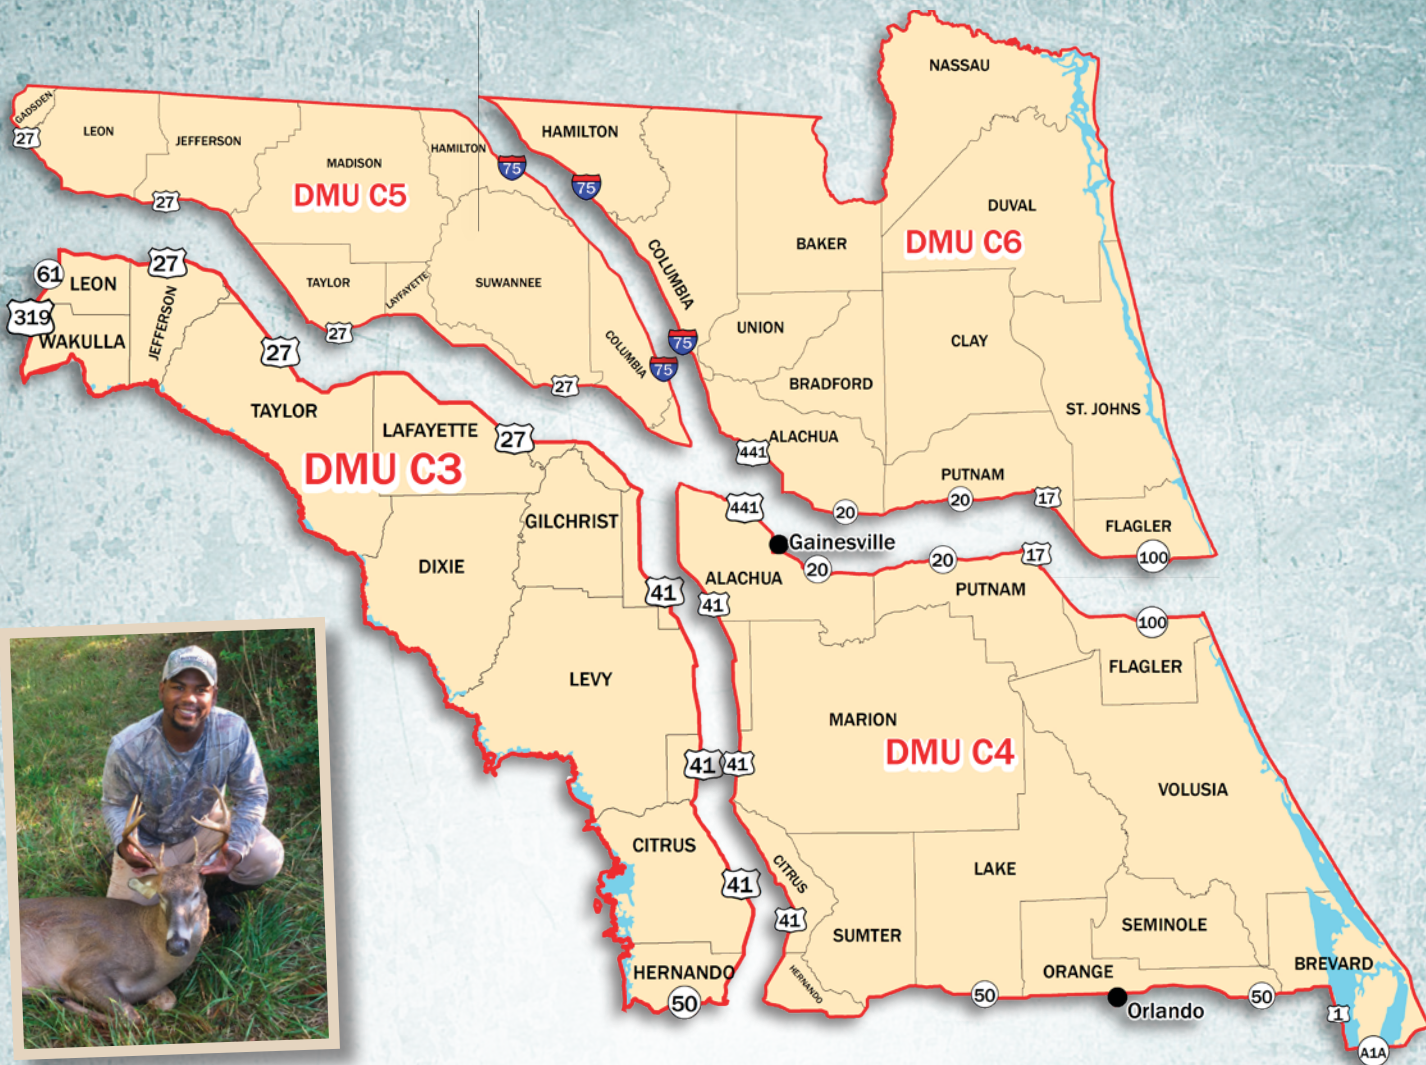 GADSDEN
27
LEON
JEFFERSON
27
MADISON
HAMILTON
75
DMU C5
TAYLOR
LAYFAYETTE
SUWANNEE
27
27
COLUMBIA
75
HAMILTON
75
COLUMBIA
75
NASSAU
DUVAL
DMU C6
BAKER
UNION
CLAY
BRADFORD
ST. JOHNS
ALACHUA
441
PUTNAM
20
20
17
FLAGLER
100
61
LEON
27
319
WAKULLA
JEFFERSON
27
TAYLOR
LAFAYETTE
27
DMU C3
GILCHRIST
DIXIE
41
LEVY
41
CITRUS
41
HERNANDO
50
441
Gainesville
20
20
17
ALACHUA
41
PUTNAM
100
FLAGLER
MARION
DMU C4
41
VOLUSIA
CITRUS
LAKE
41
SUMTER
SEMINOLE
HERNANDO
ORANGE
BREVARD
50
50
Orlando
1
A1A